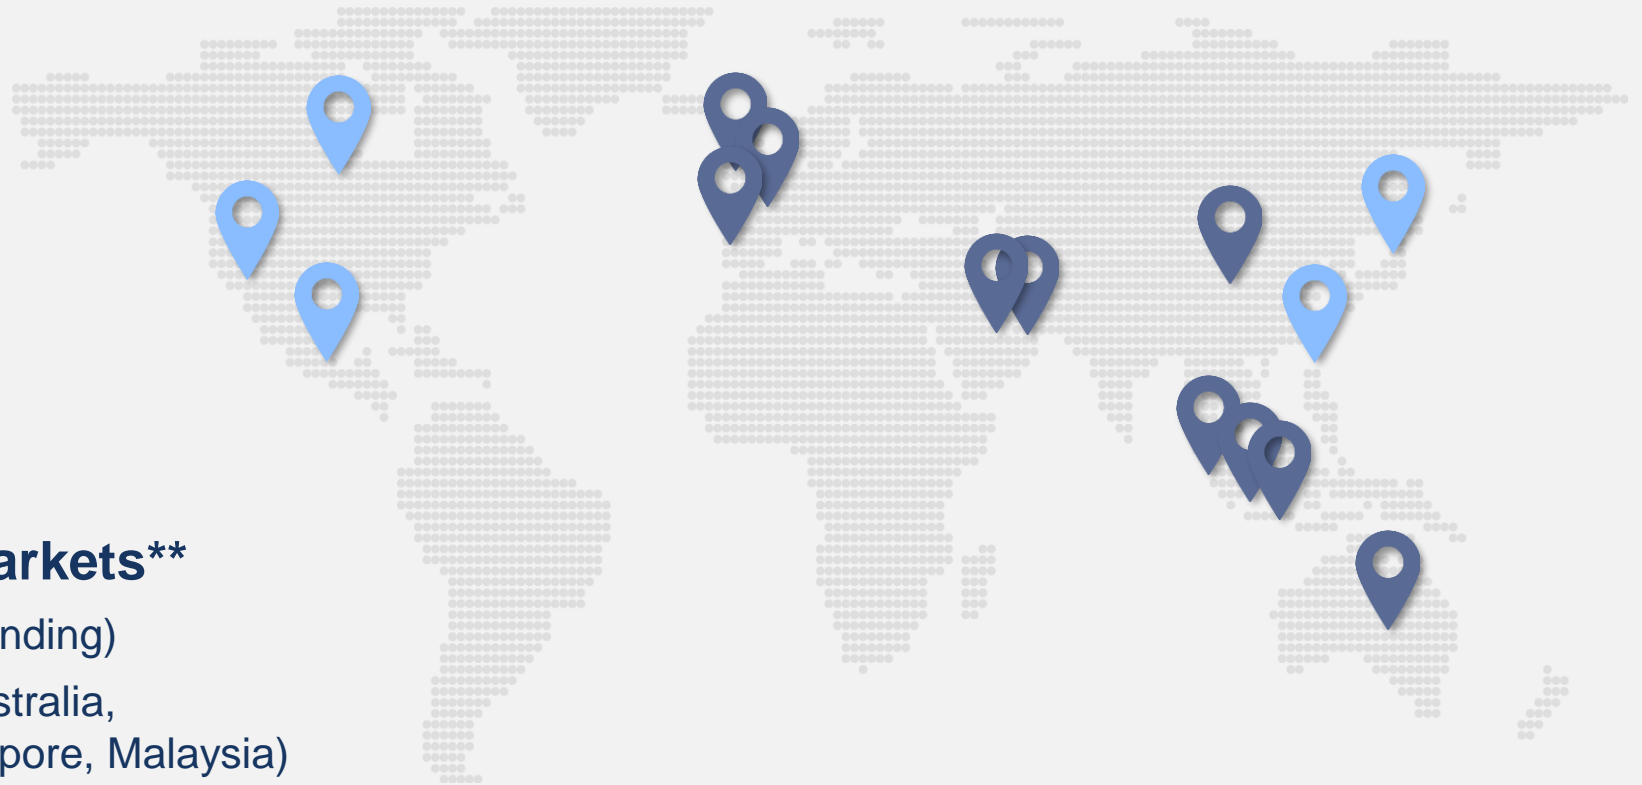 arkets**
nding)
stralia,
pore, Malaysia)